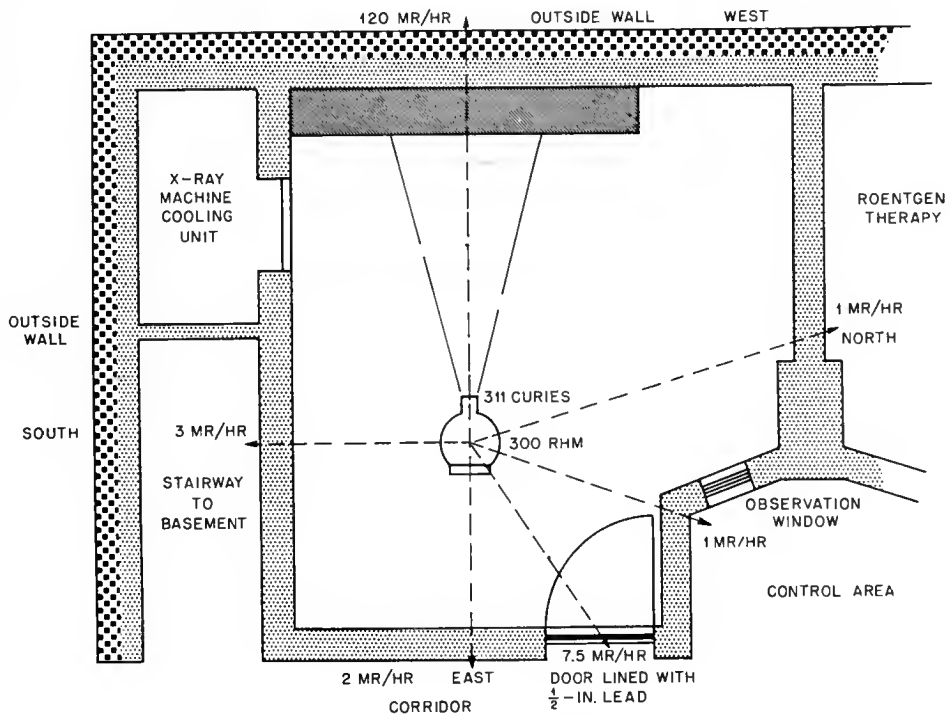 120 MR/HR
OUTSIDE WALL
WEST
X-RAY
MACHINE
COOLING
UNIT
ROENTGEN
THERAPY
OUTSIDE
WALL
SOUTH
1 MR/HR
NORTH
311 CURIES
300 RHM
3 MR/HR
STAIRWAY
TO
BASEMENT
OBSERVATION
WINDOW
1 MR/HR
CONTROL AREA
7.5 MR/HR
DOOR LINED WITH
1/2-IN. LEAD
2 MR/HR
EAST
CORRIDOR